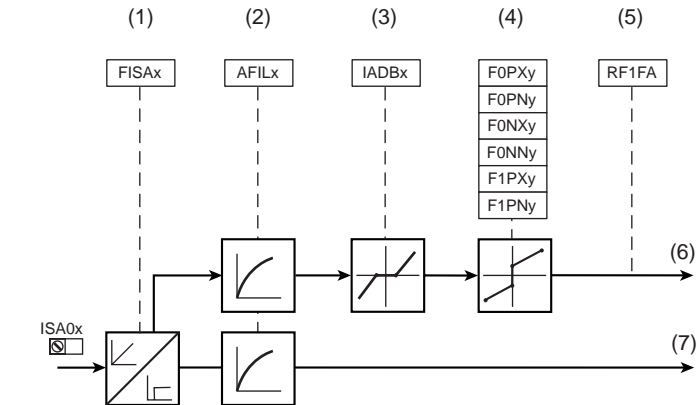 (1) (2) (3) (4) (5)
FISAx AFILx IADBx F0PXy RF1FA
F0PNy
F0NXy
F0NNy
F1PXy
F1PNy
(6)
ISA0x
(7)